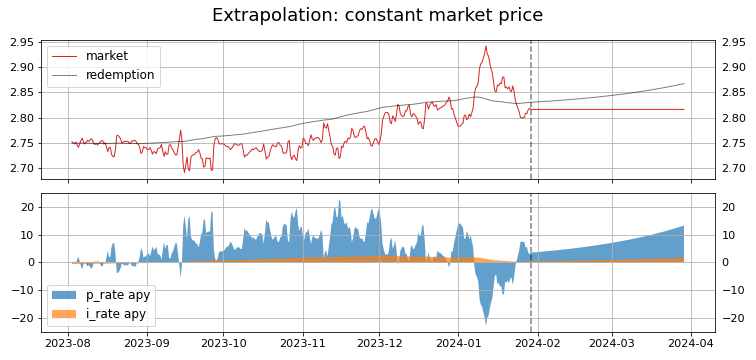 Extrapolation: constant market price
2.95 2.95
2.90 2.90
2.85 2.85
2.80 2.80
2.75 2.75
2.70 2.70
market
redemption
20 20
10 10
0 0
−10 −10
−20 −20
p_rate apy
i_rate apy
2023-08 2023-09 2023-10 2023-11 2023-12 2024-01 2024-02 2024-03 2024-04